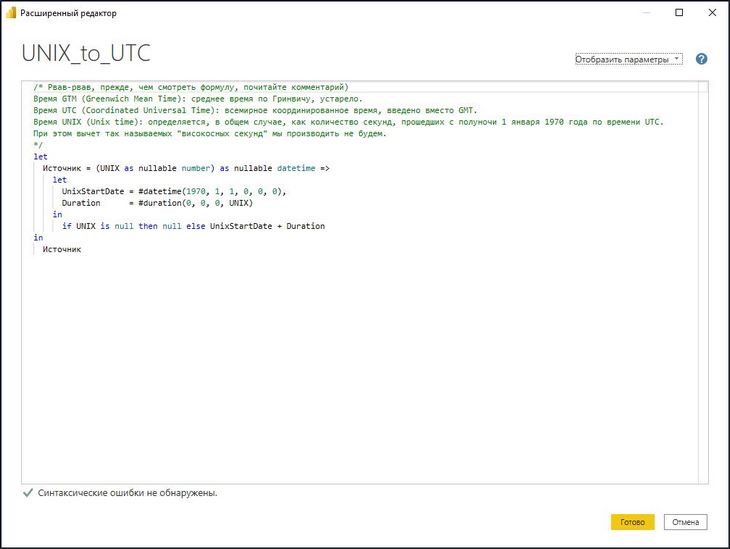 Расширенный редактор
UNIX_to_UTC
Отобразить параметры
?
/* Рвав-рвав, прежде, чем смотреть формулу, почитайте комментарий)
Время GTM (Greenwich Mean Time): среднее время по Гринвичу, устарело.
Время UTC (Coordinated Universal Time): всемирное координированное время, введено вместо GMT.
Время UNIX (Unix time): определяется, в общем случае, как количество секунд, прошедших с полуночи 1 января 1970 года по времени UTC.
При этом вычет так называемых "високосных секунд" мы производить не будем.
*/
let
Источник = (UNIX as nullable number) as nullable datetime =>
let
UnixStartDate = #datetime(1970, 1, 1, 0, 0, 0),
Duration = #duration(0, 0, 0, UNIX)
in
if UNIX is null then null else UnixStartDate + Duration
in
Источник
Синтаксические ошибки не обнаружены.
Готово
Отмена